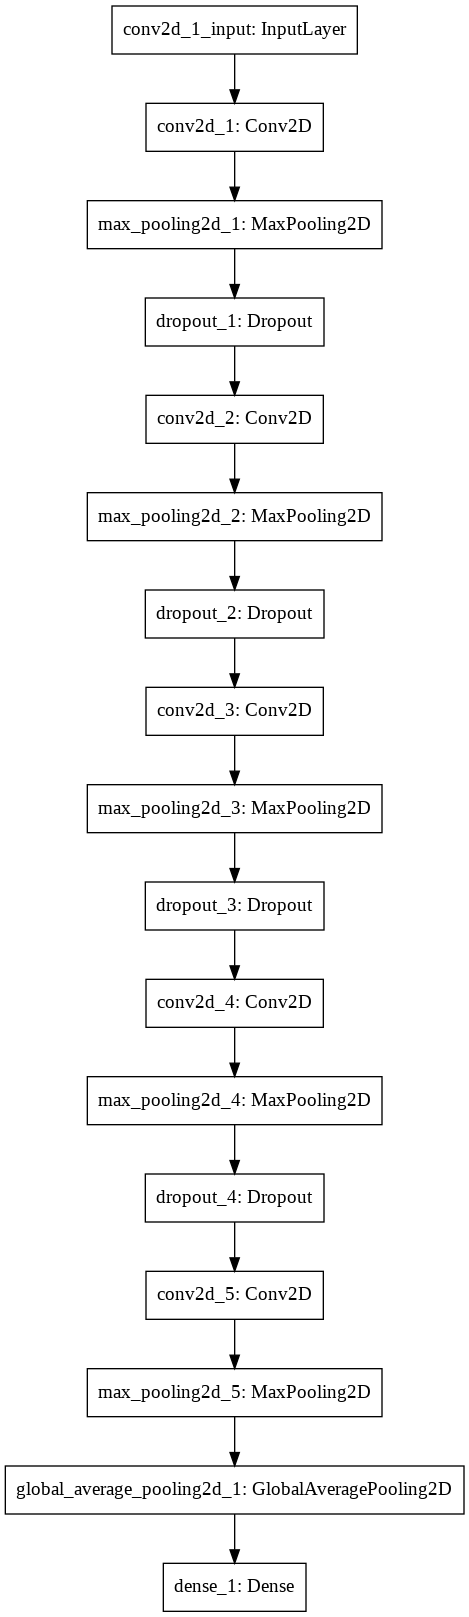 conv2d_1_input: InputLayer
conv2d_1: Conv2D
max_pooling2d_1: MaxPooling2D
dropout_1: Dropout
conv2d_2: Conv2D
max_pooling2d_2: MaxPooling2D
dropout_2: Dropout
conv2d_3: Conv2D
max_pooling2d_3: MaxPooling2D
dropout_3: Dropout
conv2d_4: Conv2D
max_pooling2d_4: MaxPooling2D
dropout_4: Dropout
conv2d_5: Conv2D
max_pooling2d_5: MaxPooling2D
global_average_pooling2d_1: GlobalAveragePooling2D
dense_1: Dense